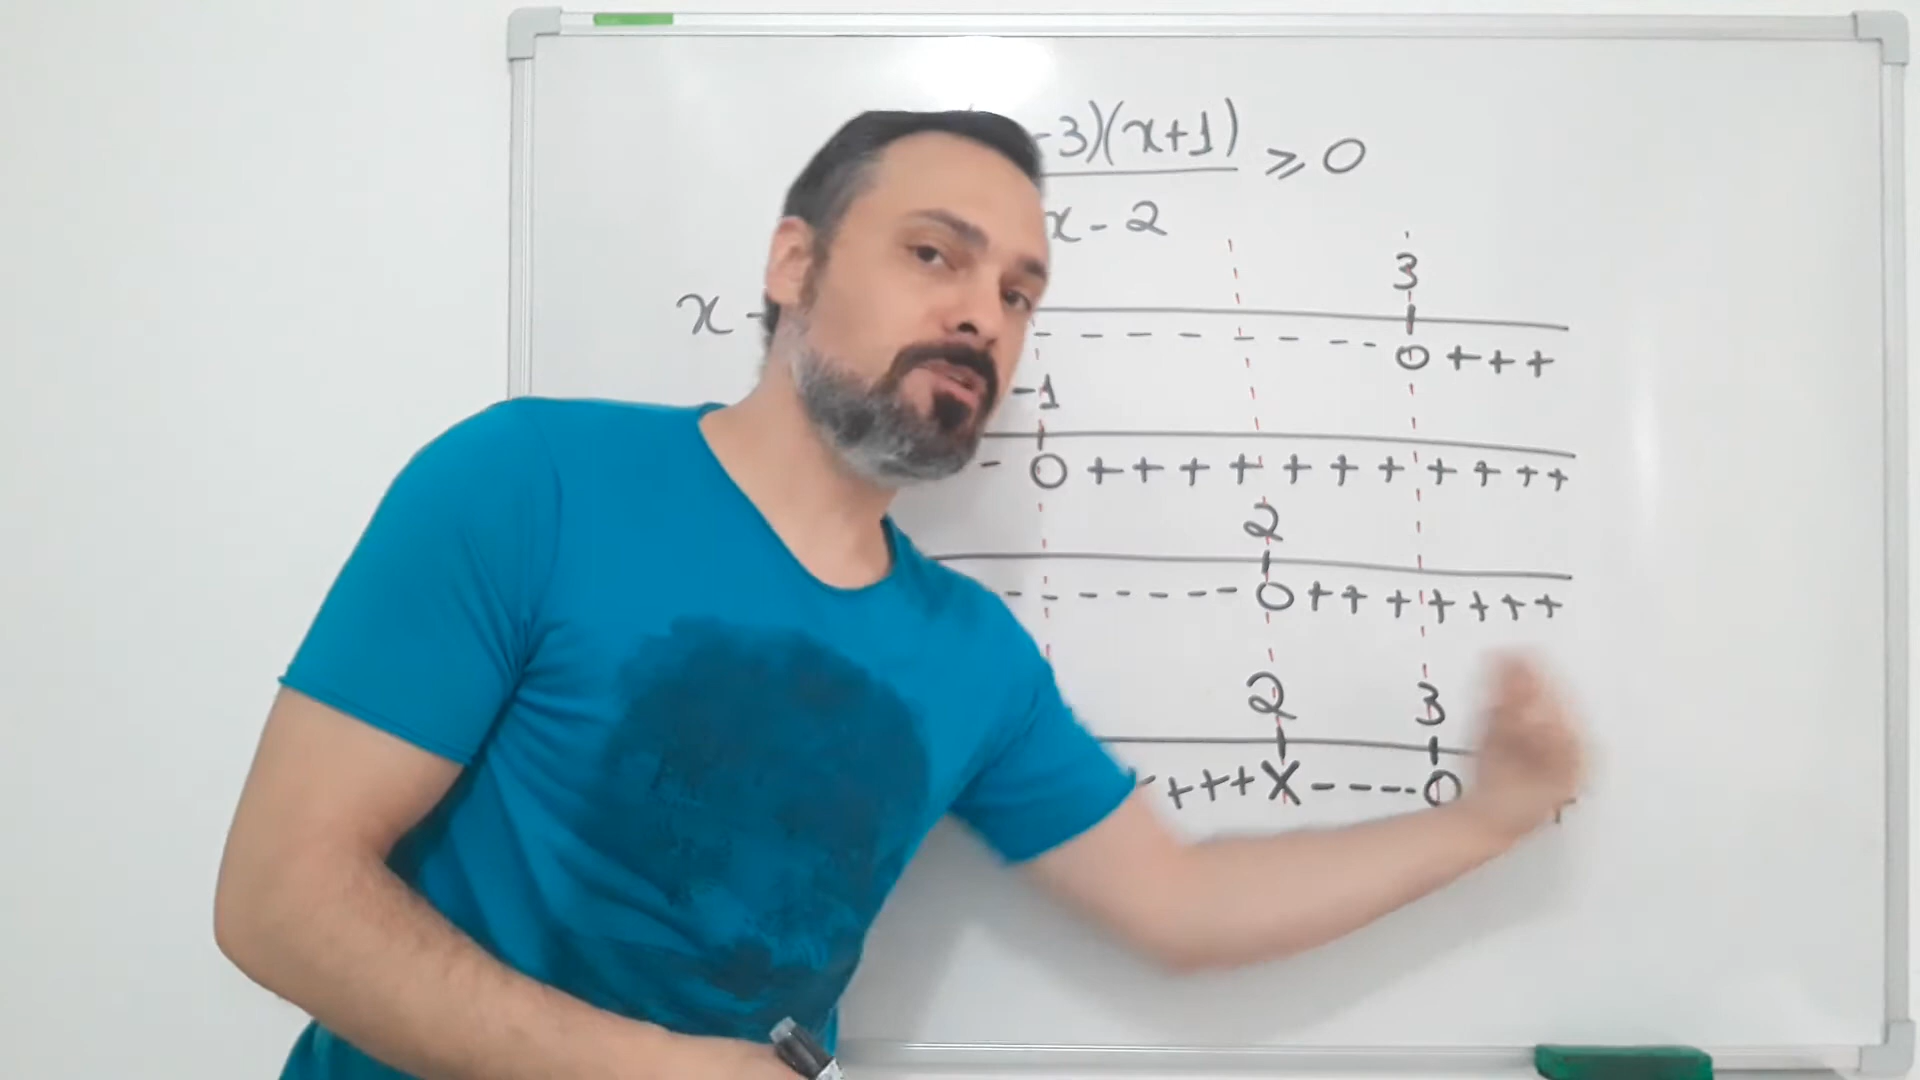 -3)(x+1) ⩾ 0
x - 2
3
x -
- - - - - - - - - 0 + + +
-1
- 0 + + + + + + + + + + +
2
- - - - - - - - 0 + + + + + + +
2 3
+ + + + X - - - - 0